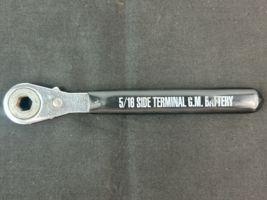 5/16 SIDE TERMINAL G.M. BATTERY